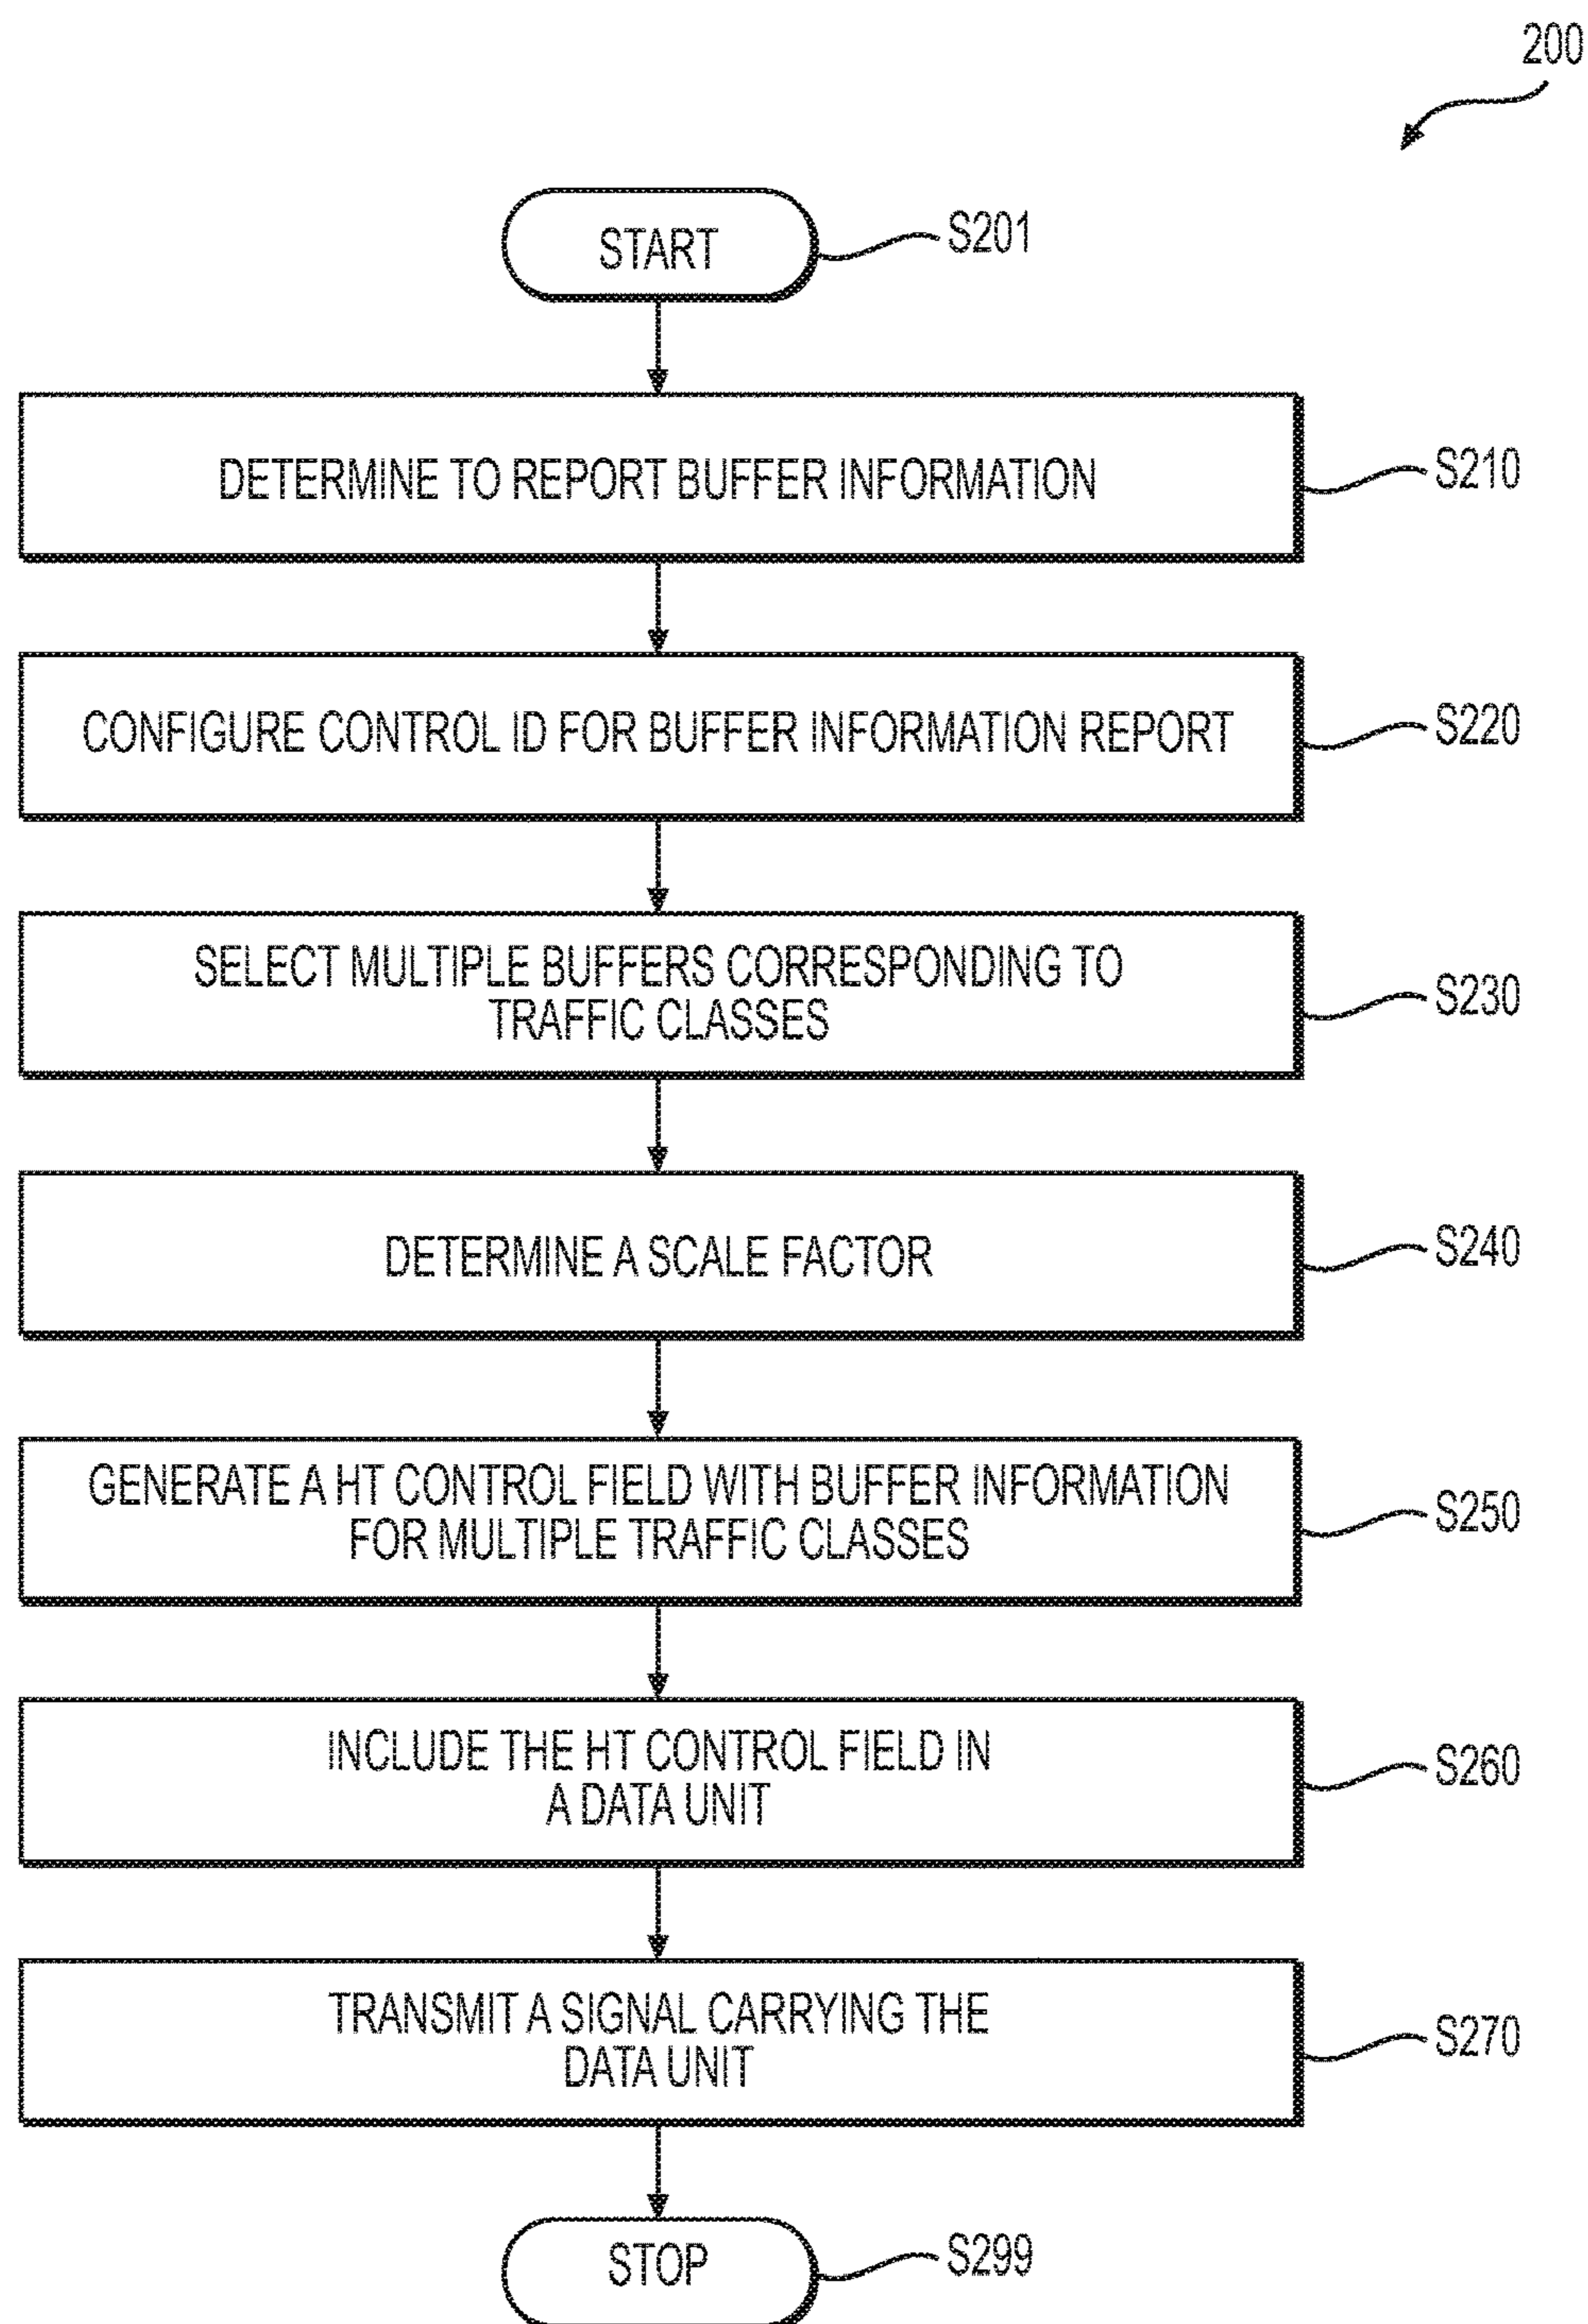 200
START
S201
DETERMINE TO REPORT BUFFER INFORMATION
S210
CONFIGURE CONTROL ID FOR BUFFER INFORMATION REPORT
S220
SELECT MULTIPLE BUFFERS CORRESPONDING TO
TRAFFIC CLASSES
S230
DETERMINE A SCALE FACTOR
S240
GENERATE A HT CONTROL FIELD WITH BUFFER INFORMATION
FOR MULTIPLE TRAFFIC CLASSES
S250
INCLUDE THE HT CONTROL FIELD IN
A DATA UNIT
S260
TRANSMIT A SIGNAL CARRYING THE
DATA UNIT
S270
STOP
S299